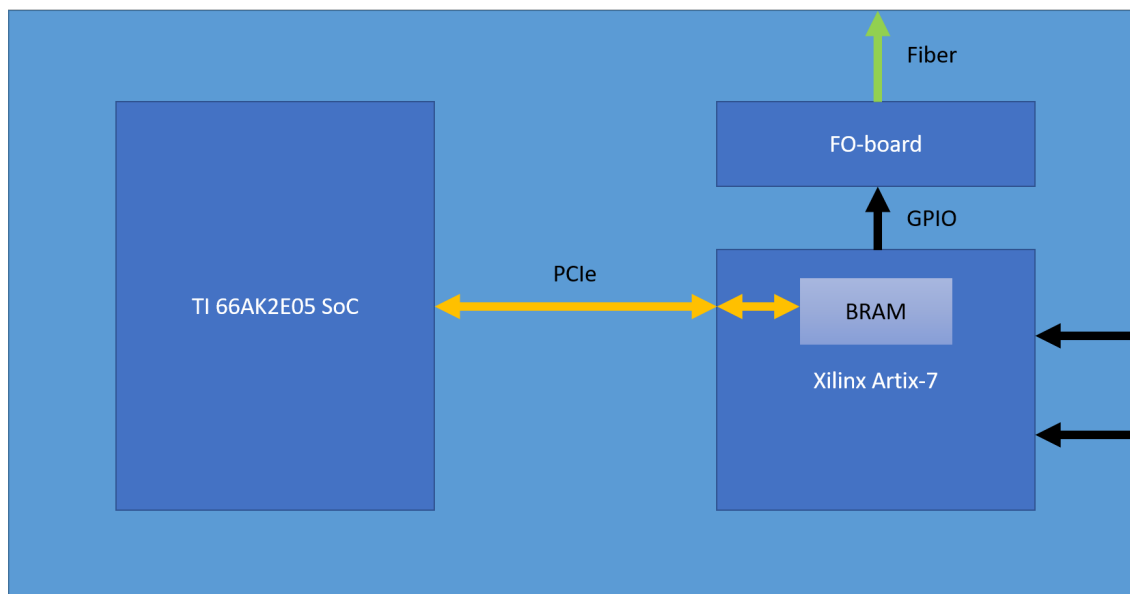 Fiber
FO-board
GPIO
PCIe
TI 66AK2E05 SoC
BRAM
Xilinx Artix-7